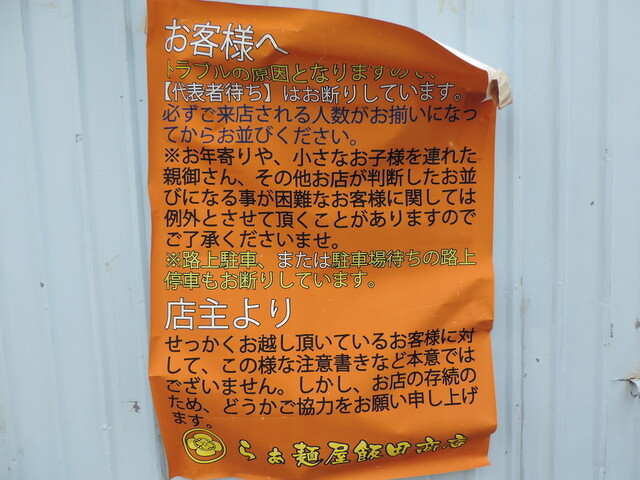 お客様へ
トラブルの原因となりますので、
【代表者待ち】はお断りしています。
必ずご来店される人数がお揃いになっ
てからお並びください。
※お年寄りや、小さなお子様を連れた
親御さん、その他お店が判断したお並
びになる事が困難なお客様に関しては
例外とさせて頂くことがありますので
ご了承くださいませ。
※路上駐車、または駐車場待ちの路上
停車もお断りしています。
店主より
せっかくお越し頂いているお客様に対
して、この様な注意書きなど本意では
ございません。しかし、お店の存続の
ため、どうかご協力をお願い申し上げ
ます。
らぁ麺屋飯田商店